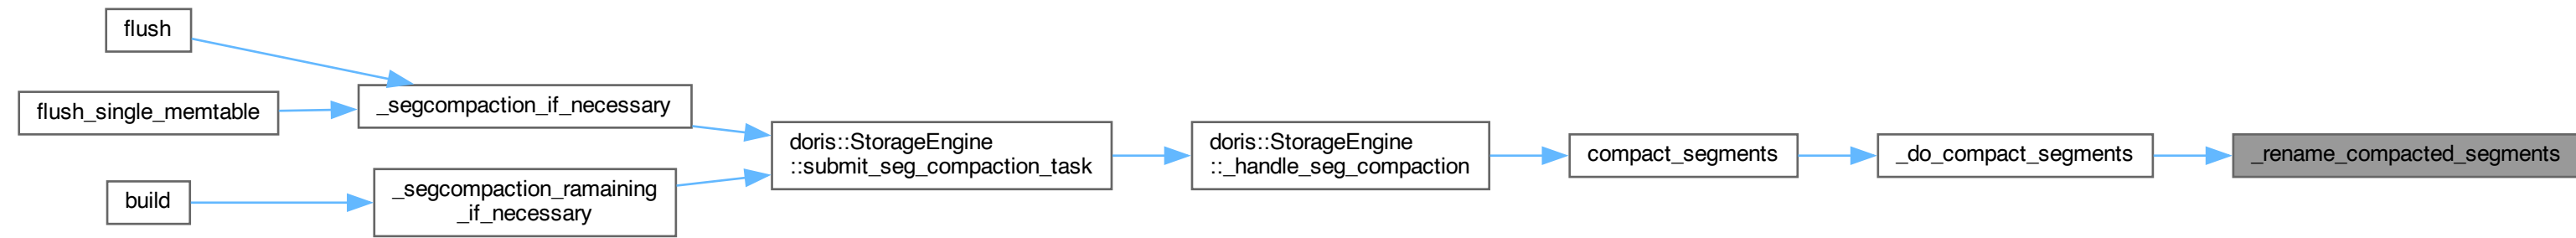 flush
flush_single_memtable
build
_segcompaction_if_necessary
_segcompaction_ramaining
_if_necessary
doris::StorageEngine
::submit_seg_compaction_task
doris::StorageEngine
::_handle_seg_compaction
compact_segments
_do_compact_segments
_rename_compacted_segments